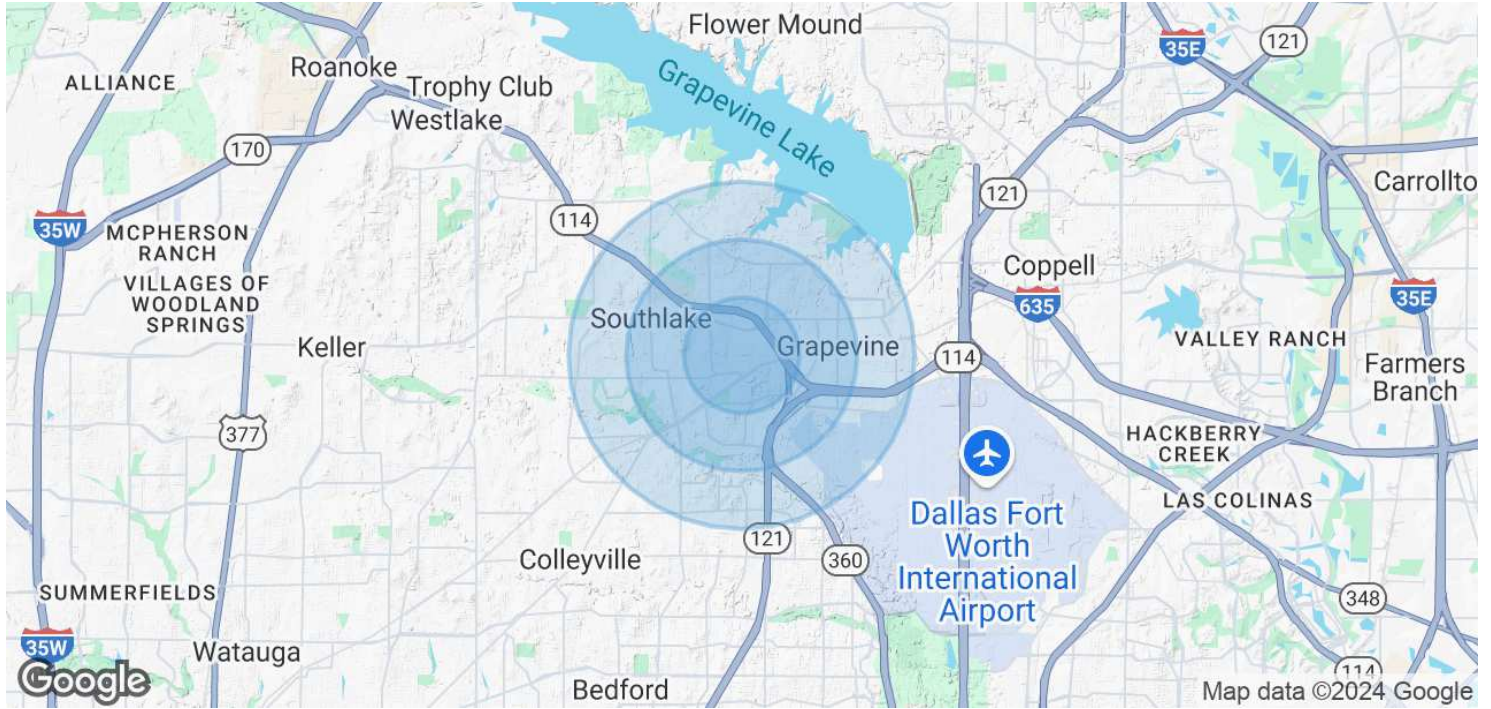 Flower Mound
121
35E
Roanoke
ALLIANCE
Trophy Club
Westlake
Grapevine Lake
170
Carrollto
114
121
35W
MCPHERSON
RANCH
Coppell
VILLAGES OF
WOODLAND
SPRINGS
635
35E
Southlake
Keller
Grapevine
114
VALLEY RANCH
Farmers
Branch
377
HACKBERRY
CREEK
LAS COLINAS
Dallas Fort
Worth
International
Airport
121
360
Colleyville
SUMMERFIELDS
348
35W
Watauga
114
Google
Bedford
Map data ©2024 Google